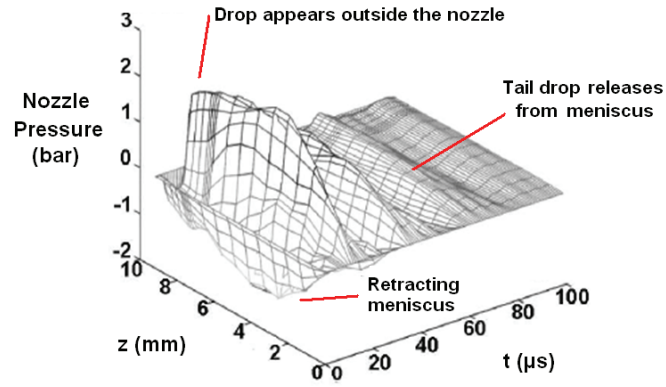 Drop appears outside the nozzle
3
2
Nozzle
Pressure
(bar)
1
0
-1
-2
Tail drop releases
from meniscus
Retracting
meniscus
10
8
6
4
2
0
z (mm)
0
20
40
60
80
100
t (µs)